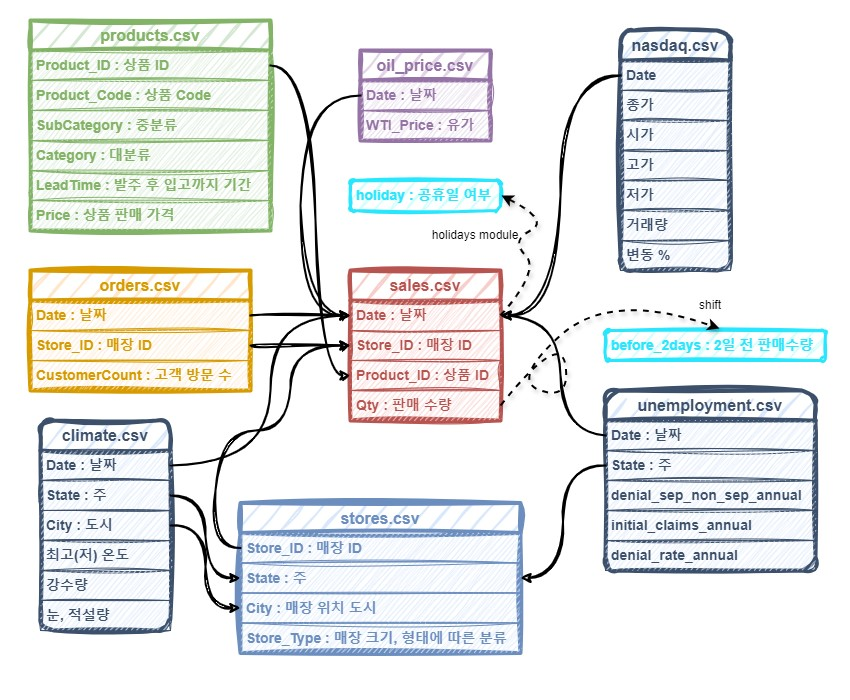 products.csv
Product_ID : 상품 ID
Product_Code : 상품 Code
SubCategory : 중분류
Category : 대분류
LeadTime : 발주 후 입고까지 기간
Price : 상품 판매 가격
oil_price.csv
Date : 날짜
WTI_Price : 유가
nasdaq.csv
Date
종가
시가
고가
저가
거래량
변동 %
holiday : 공휴일 여부
holidays module
orders.csv
Date : 날짜
Store_ID : 매장 ID
CustomerCount : 고객 방문 수
sales.csv
Date : 날짜
Store_ID : 매장 ID
Product_ID : 상품 ID
Qty : 판매 수량
shift
before_2days : 2일 전 판매수량
climate.csv
Date : 날짜
State : 주
City : 도시
최고(저) 온도
강수량
눈, 적설량
stores.csv
Store_ID : 매장 ID
State : 주
City : 매장 위치 도시
Store_Type : 매장 크기, 형태에 따른 분류
unemployment.csv
Date : 날짜
State : 주
denial_sep_non_sep_annual
initial_claims_annual
denial_rate_annual